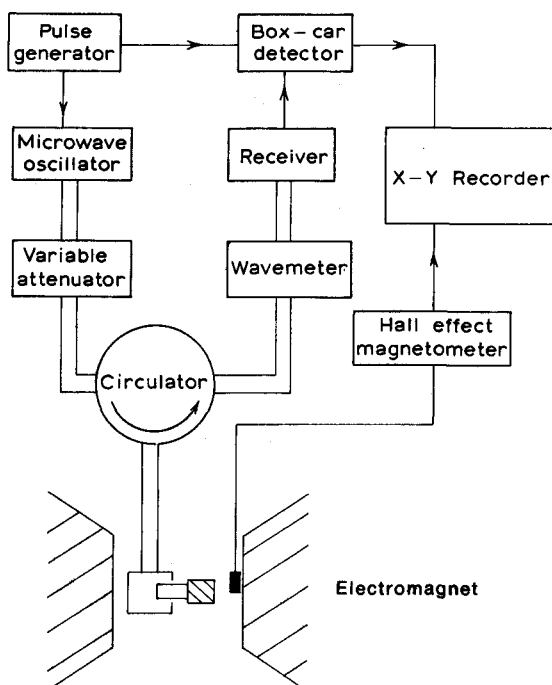 Pulse
generator
Box-car
detector
Microwave
oscillator
Receiver
X-Y Recorder
Variable
attenuator
Wavemeter
Hall effect
magnetometer
Circulator
Electromagnet